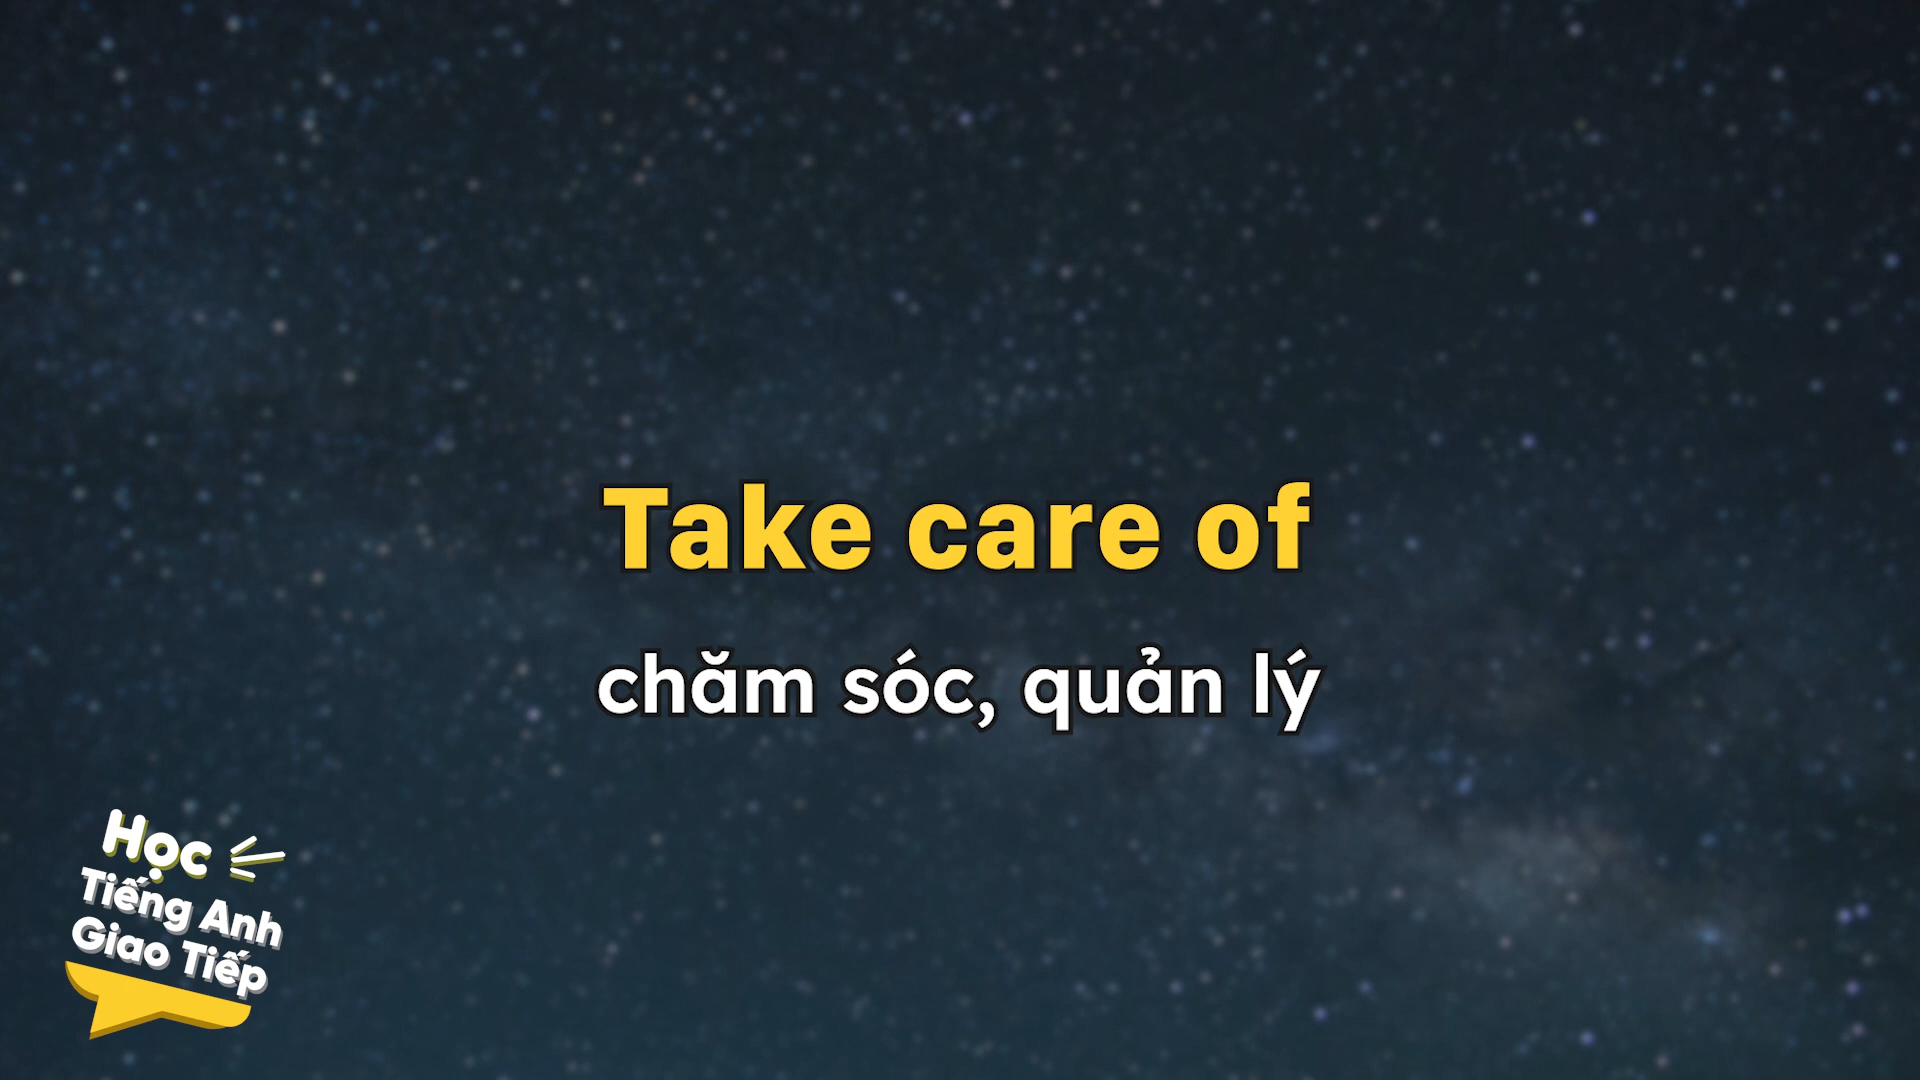 Take care of
chăm sóc, quản lý
Học
Tiếng Anh
Giao Tiếp